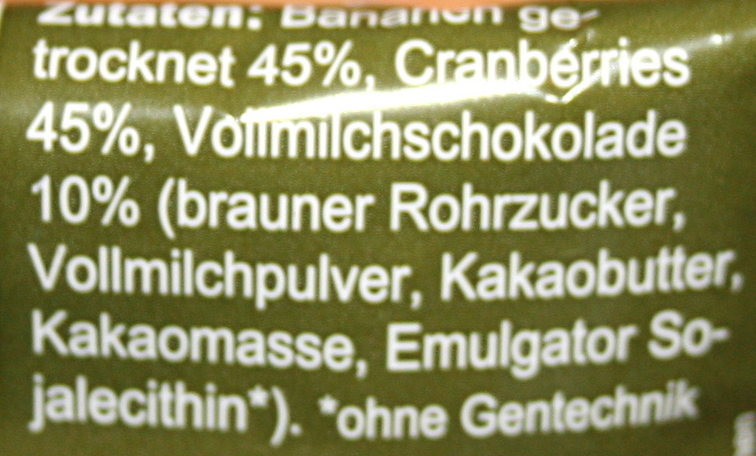 Zutaten: Bananen ge-
trocknet 45%, Cranberries
45%, Vollmilchschokolade
10% (brauner Rohrzucker,
Vollmilchpulver, Kakaobutter,
Kakaomasse, Emulgator So-
jalecithin*). *ohne Gentechnik